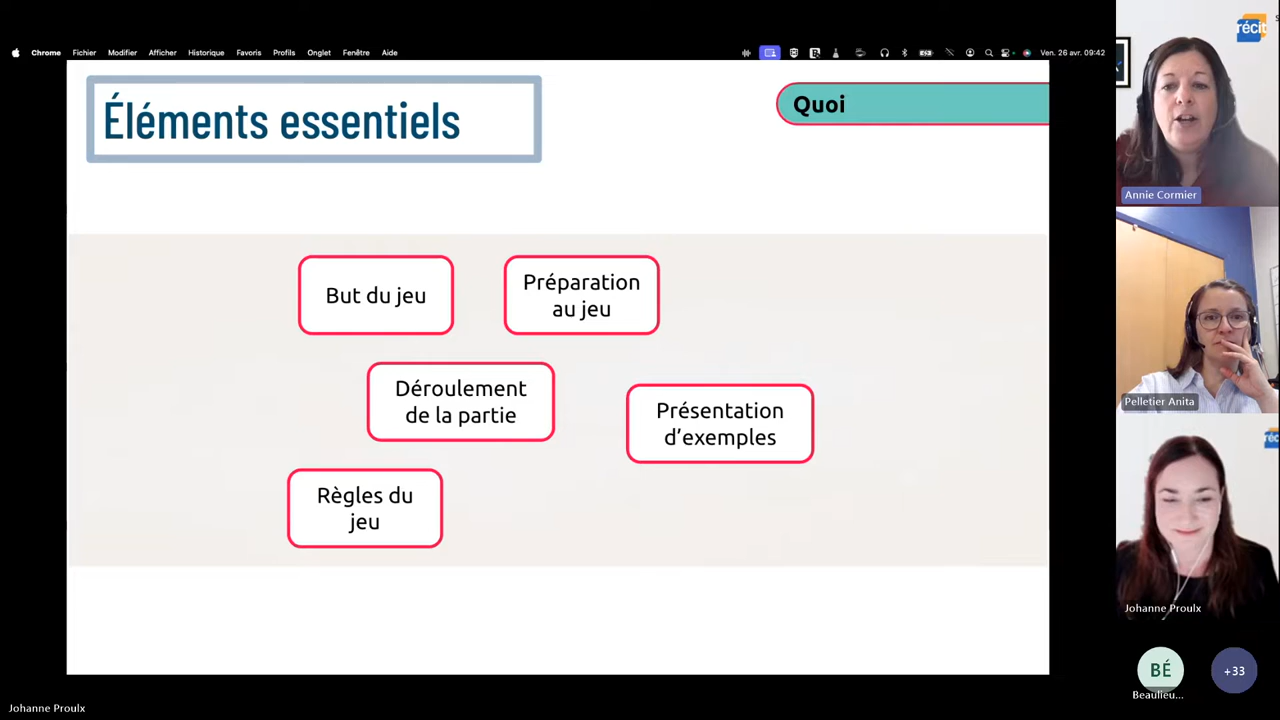 Chrome Fichier Modifier Afficher Historique Favoris Profils Onglet Fenêtre Aide Ven. 26 avr. 09:42
Éléments essentiels
Quoi
But du jeu
Préparation
au jeu
Déroulement
de la partie
Présentation
d'exemples
Règles du
jeu
récit
Annie Cormier
Pelletier Anita
réc
Johanne Proulx
BÉ
+33
Beaulieu...
Johanne Proulx